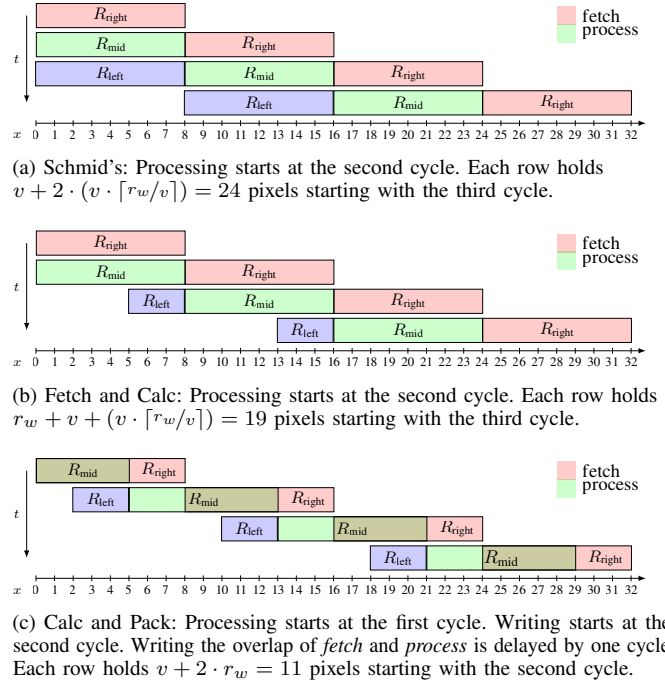 R_right fetch
process
R_mid R_right
t
R_left R_mid R_right
R_left R_mid R_right
x 0 1 2 3 4 5 6 7 8 9 10 11 12 13 14 15 16 17 18 19 20 21 22 23 24 25 26 27 28 29 30 31 32
(a) Schmid's: Processing starts at the second cycle. Each row holds
v + 2 · (v · ⌈r_w/v⌉) = 24 pixels starting with the third cycle.
R_right fetch
process
R_mid R_right
t
R_left R_mid R_right
R_left R_mid R_right
x 0 1 2 3 4 5 6 7 8 9 10 11 12 13 14 15 16 17 18 19 20 21 22 23 24 25 26 27 28 29 30 31 32
(b) Fetch and Calc: Processing starts at the second cycle. Each row holds
r_w + v + (v · ⌈r_w/v⌉) = 19 pixels starting with the third cycle.
R_mid R_right fetch
process
R_left R_mid R_right
t
R_left R_mid R_right
R_left R_mid R_right
x 0 1 2 3 4 5 6 7 8 9 10 11 12 13 14 15 16 17 18 19 20 21 22 23 24 25 26 27 28 29 30 31 32
(c) Calc and Pack: Processing starts at the first cycle. Writing starts at the
second cycle. Writing the overlap of fetch and process is delayed by one cycle
Each row holds v + 2 · r_w = 11 pixels starting with the second cycle.